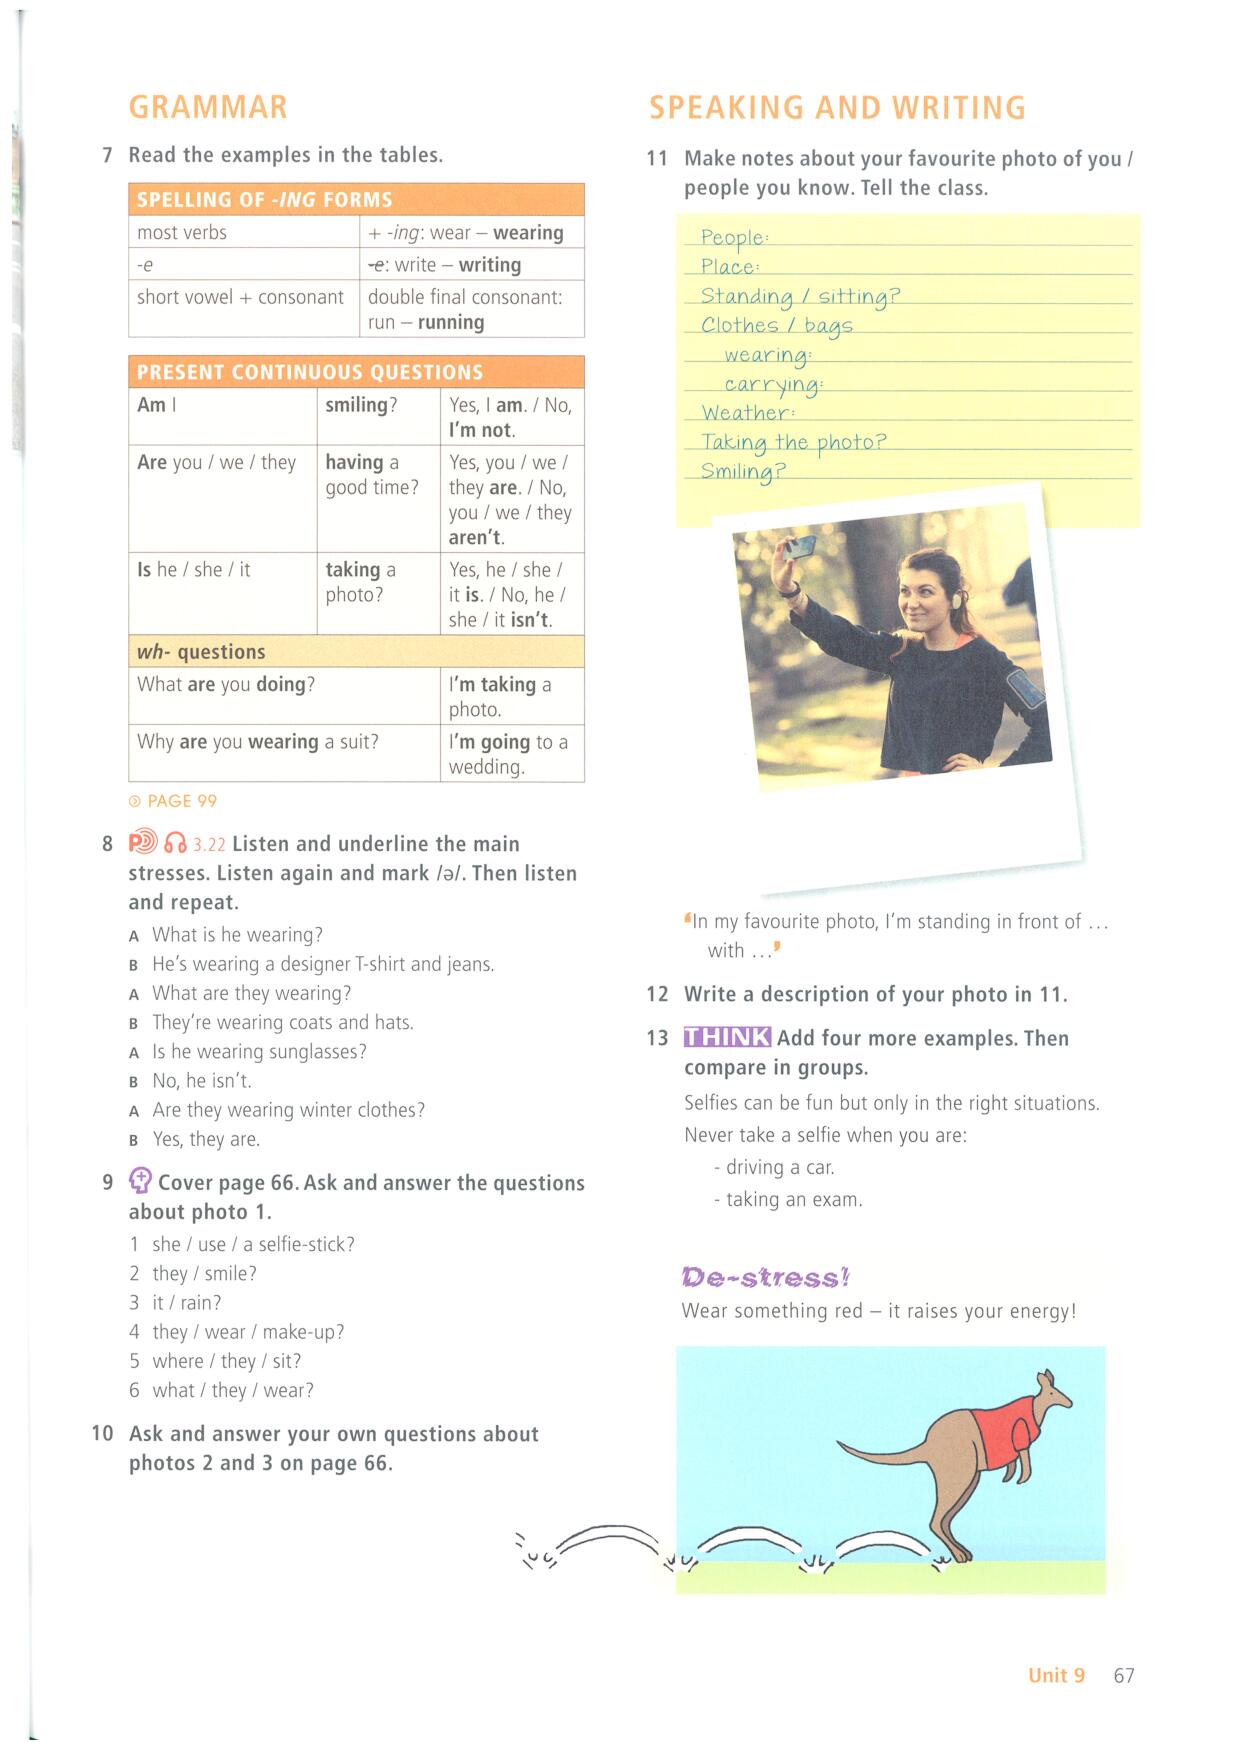 GRAMMAR
7 Read the examples in the tables.
SPELLING OF -ING FORMS
most verbs + -ing: wear – wearing
-e -e: write – writing
short vowel + consonant double final consonant:
run – running
PRESENT CONTINUOUS QUESTIONS
Am I smiling? Yes, I am. / No,
I'm not.
Are you / we / they having a Yes, you / we /
good time? they are. / No,
you / we / they
aren't.
Is he / she / it taking a Yes, he / she /
photo? it is. / No, he /
she / it isn't.
wh- questions
What are you doing? I'm taking a
photo.
Why are you wearing a suit? I'm going to a
wedding.
PAGE 99
8 P 3.22 Listen and underline the main
stresses. Listen again and mark /ə/. Then listen
and repeat.
A What is he wearing?
B He's wearing a designer T-shirt and jeans.
A What are they wearing?
B They're wearing coats and hats.
A Is he wearing sunglasses?
B No, he isn't.
A Are they wearing winter clothes?
B Yes, they are.
9 Cover page 66. Ask and answer the questions
about photo 1.
1 she / use / a selfie-stick?
2 they / smile?
3 it / rain?
4 they / wear / make-up?
5 where / they / sit?
6 what / they / wear?
10 Ask and answer your own questions about
photos 2 and 3 on page 66.
SPEAKING AND WRITING
11 Make notes about your favourite photo of you /
people you know. Tell the class.
People:
Place:
Standing / sitting?
Clothes / bags
wearing:
carrying:
Weather:
Taking the photo?
Smiling?
'In my favourite photo, I'm standing in front of ...
with ...'
12 Write a description of your photo in 11.
13 THINK Add four more examples. Then
compare in groups.
Selfies can be fun but only in the right situations.
Never take a selfie when you are:
- driving a car.
- taking an exam.
De-stress!
Wear something red – it raises your energy!
Unit 9 67